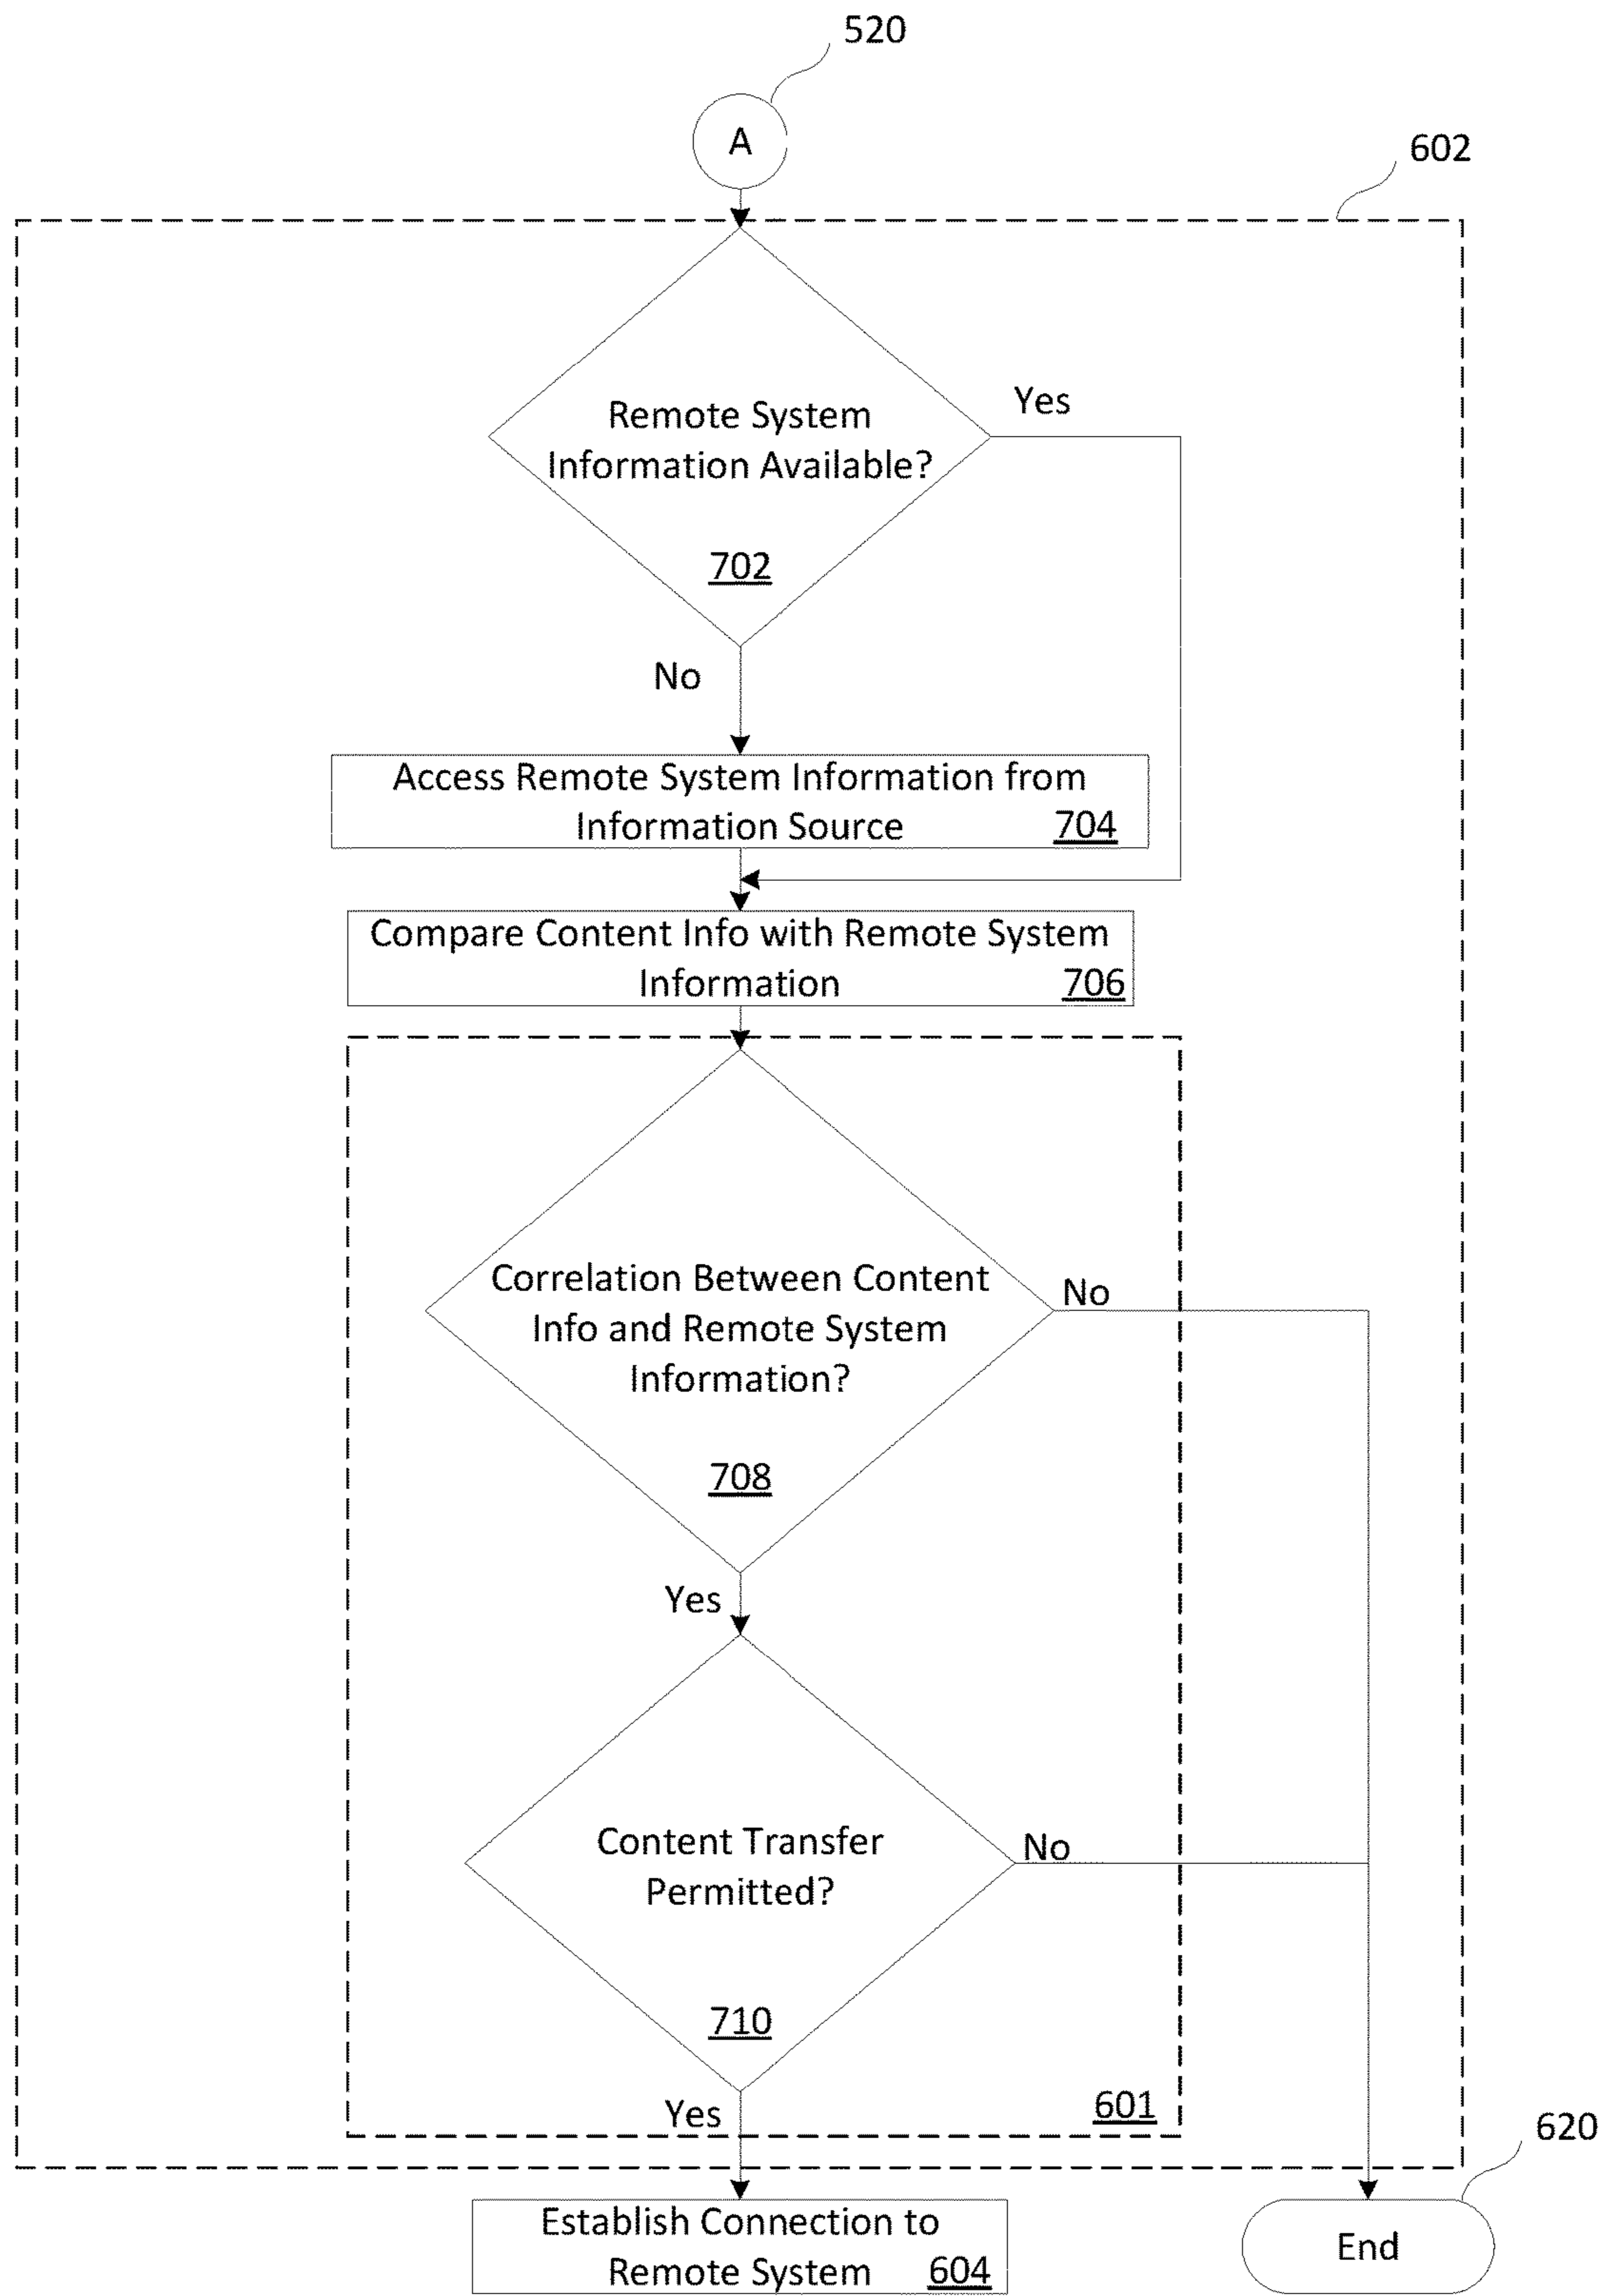 520
A
602
Remote System
Information Available?
Yes
702
No
Access Remote System Information from
Information Source 704
Compare Content Info with Remote System
Information 706
Correlation Between Content
Info and Remote System
Information?
No
708
Yes
Content Transfer
Permitted?
No
710
Yes
601
620
Establish Connection to
Remote System 604
End